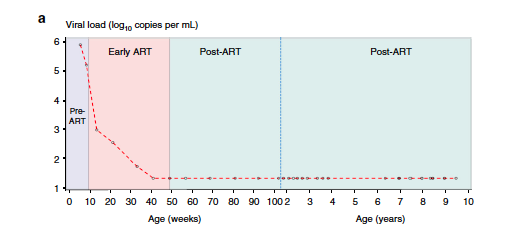 a
Viral load (log10 copies per mL)
Early ART
Post-ART
Post-ART
Pre-
ART
6
5
4
3
2
1
0 10 20 30 40 50 60 70 80 90 100 2 3 4 5 6 7 8 9 10
Age (weeks)
Age (years)